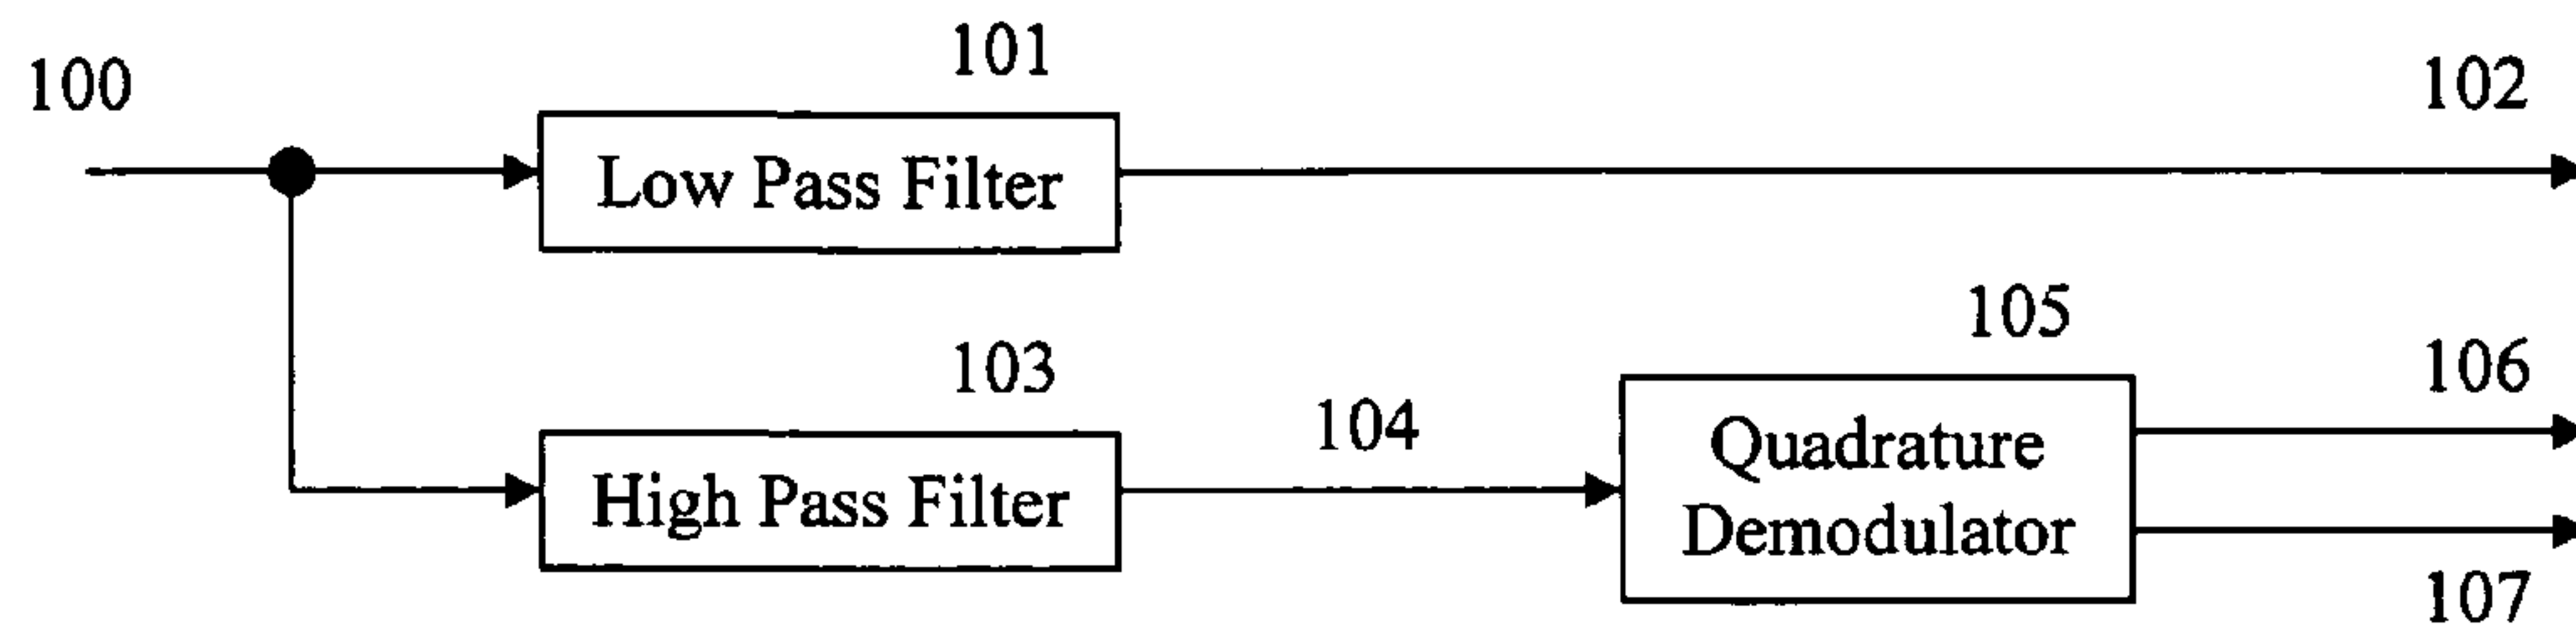 100
101
102
Low Pass Filter
103
104
105
106
High Pass Filter
Quadrature
Demodulator
107